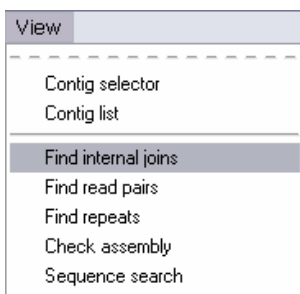 View
Contig selector
Contig list
Find internal joins
Find read pairs
Find repeats
Check assembly
Sequence search